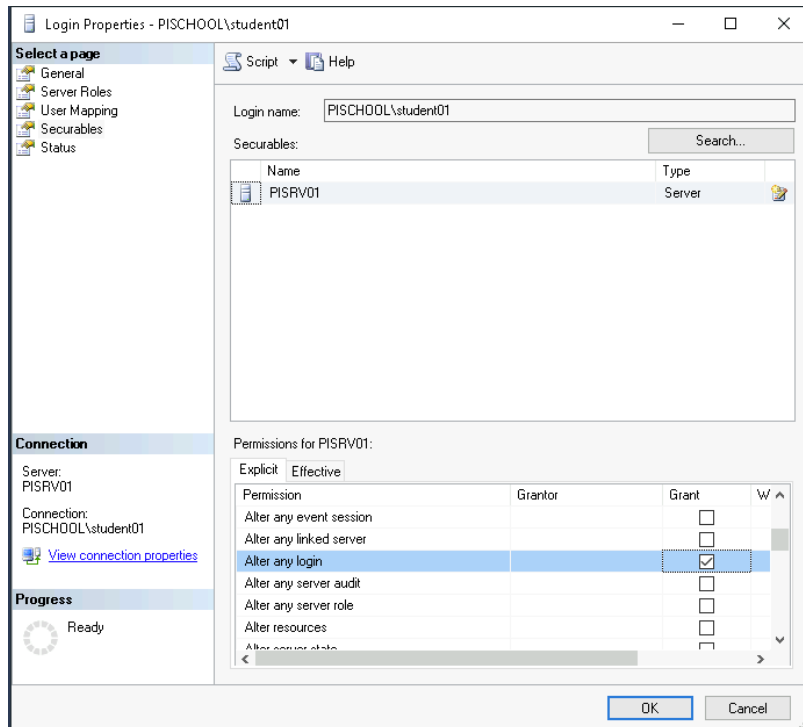 Login Properties - PISCHOOL\student01
Select a page
General
Server Roles
User Mapping
Securables
Status
Script
Help
Login name:
PISCHOOL\student01
Securables:
Search...
Name
Type
PISRV01
Server
Connection
Server:
PISRV01
Connection:
PISCHOOL\student01
View connection properties
Progress
Ready
Permissions for PISRV01:
Explicit
Effective
Permission
Grantor
Grant
W
Alter any event session
Alter any linked server
Alter any login
Alter any server audit
Alter any server role
Alter resources
Alter server state
OK
Cancel